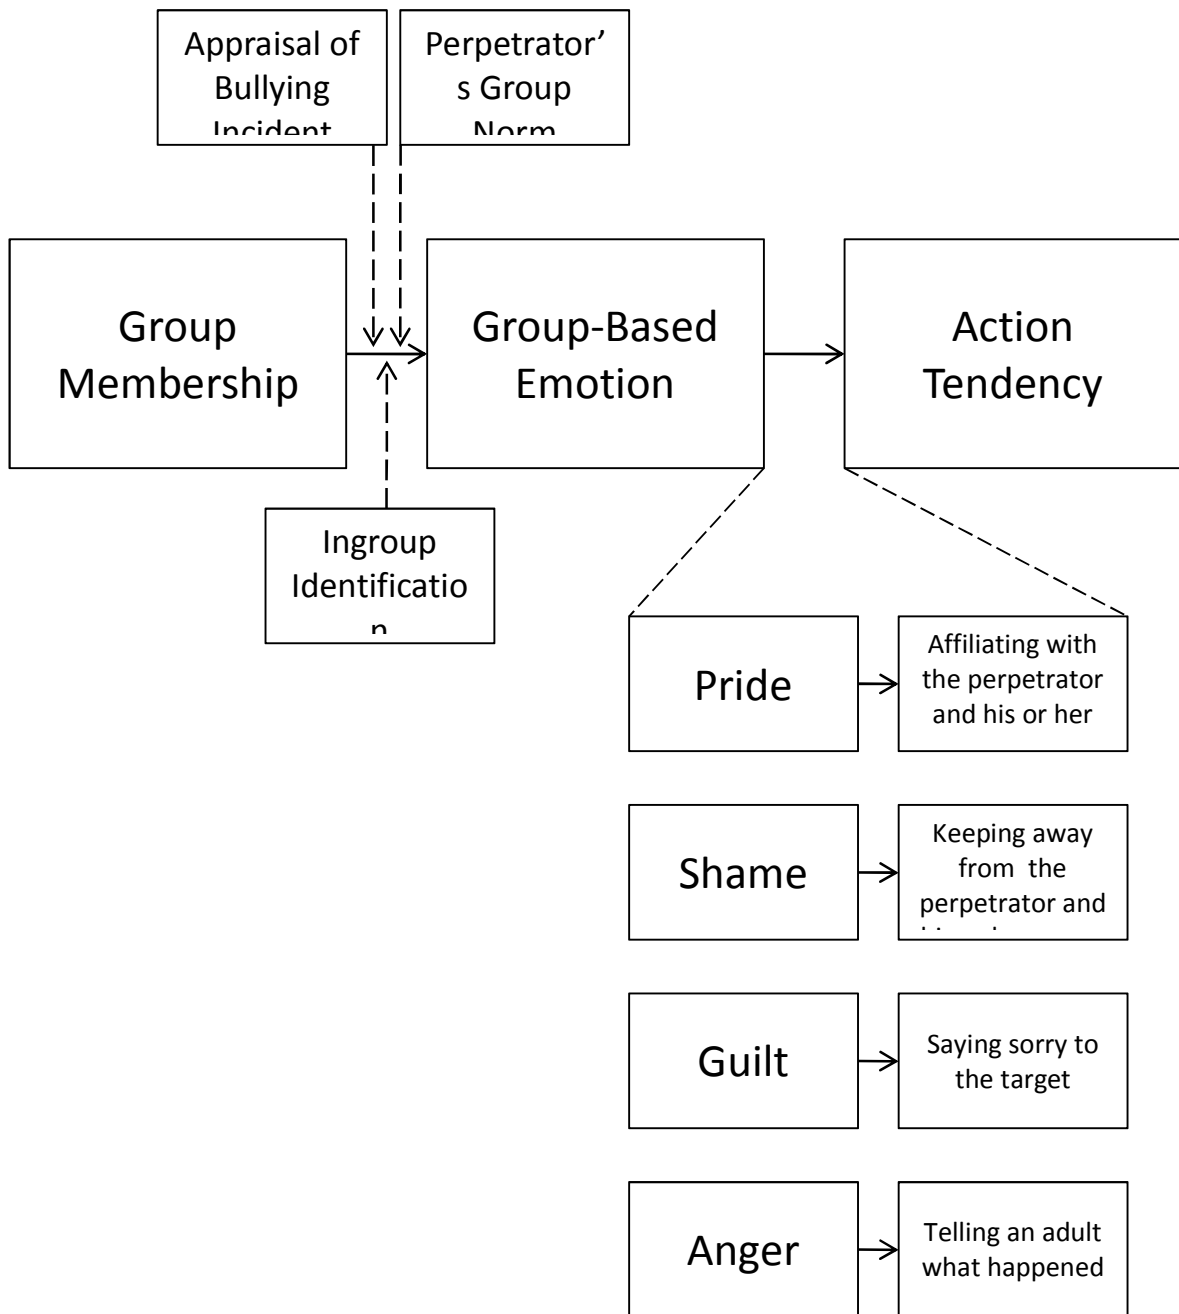 Appraisal of
Bullying
Incident
Perpetrator’
s Group
Norm
Group
Membership
Group-Based
Emotion
Action
Tendency
Ingroup
Identificatio
n
Pride
Affiliating with
the perpetrator
and his or her
Shame
Keeping away
from the
perpetrator and
Guilt
Saying sorry to
the target
Anger
Telling an adult
what happened